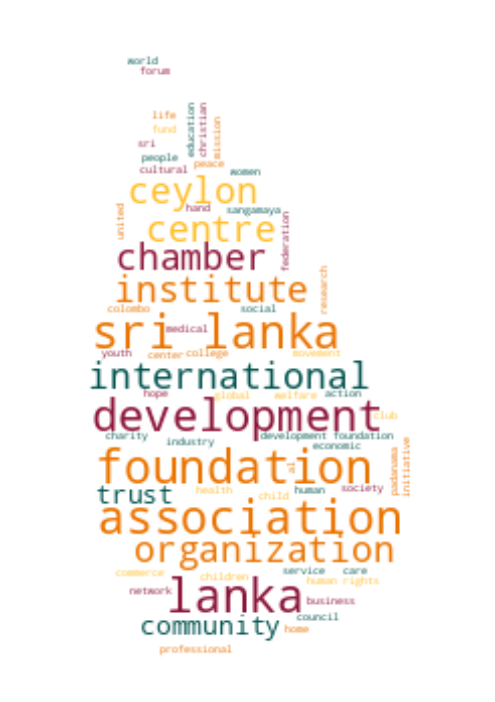 world
forum
life
education
christian
mission
fund
sri
people
peace
cultural
women
ceylon
united
hand
sangamaya
federation
centre
chamber
institute
research
colombo
social
sri lanka
medical
youth
center
college
movement
international
hope
global
welfare
action
development
club
charity
industry
development foundation
economic
foundation
al
padanama
initiative
trust
health
child
human
society
association
organization
commerce
children
service
care
human rights
network
lanka
business
community
council
home
professional